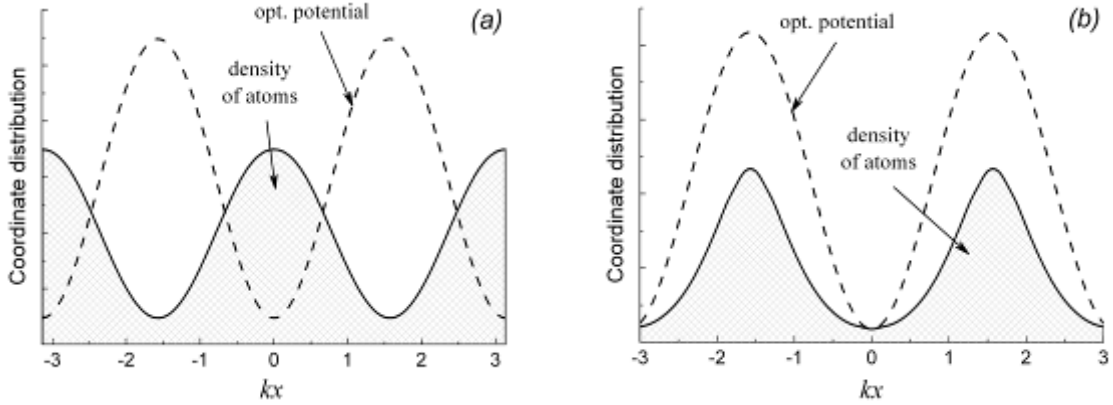 opt. potential
(a)
density
of atoms
Coordinate distribution
-3 -2 -1 0 1 2 3
kx
(b)
opt. potential
density
of atoms
Coordinate distribution
-3 -2 -1 0 1 2 3
kx